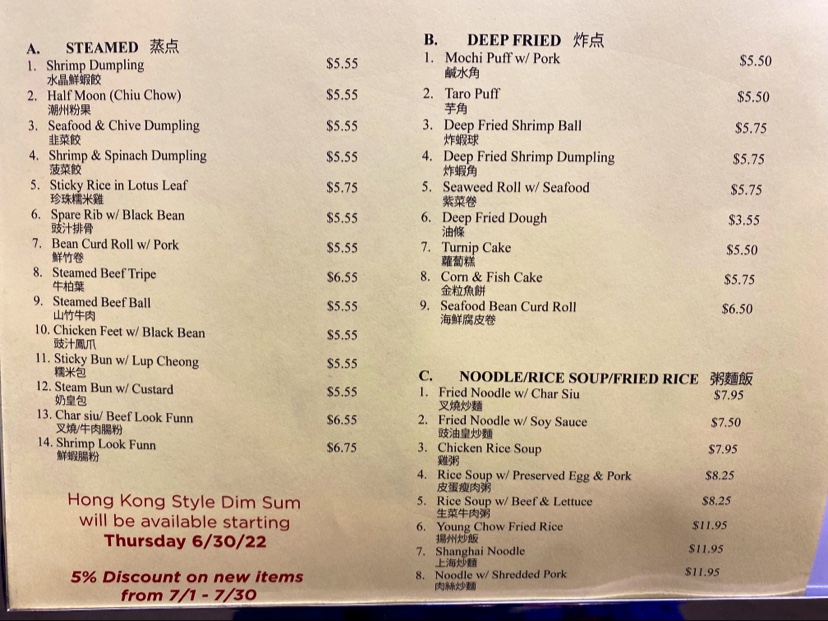 A. STEAMED 蒸点
1. Shrimp Dumpling $5.55
水晶鮮蝦餃
2. Half Moon (Chiu Chow) $5.55
潮州粉果
3. Seafood & Chive Dumpling $5.55
韭菜餃
4. Shrimp & Spinach Dumpling $5.55
菠菜餃
5. Sticky Rice in Lotus Leaf $5.75
珍珠糯米雞
6. Spare Rib w/ Black Bean $5.55
豉汁排骨
7. Bean Curd Roll w/ Pork $5.55
鮮竹卷
8. Steamed Beef Tripe $6.55
牛柏葉
9. Steamed Beef Ball $5.55
山竹牛肉
10. Chicken Feet w/ Black Bean $5.55
豉汁鳳爪
11. Sticky Bun w/ Lup Cheong $5.55
糯米包
12. Steam Bun w/ Custard $5.55
奶皇包
13. Char siu/ Beef Look Funn $6.55
叉燒/牛肉腸粉
14. Shrimp Look Funn $6.75
鮮蝦腸粉
Hong Kong Style Dim Sum
will be available starting
Thursday 6/30/22
5% Discount on new items
from 7/1 - 7/30
B. DEEP FRIED 炸点
1. Mochi Puff w/ Pork $5.50
鹹水角
2. Taro Puff $5.50
芋角
3. Deep Fried Shrimp Ball $5.75
炸蝦球
4. Deep Fried Shrimp Dumpling $5.75
炸蝦角
5. Seaweed Roll w/ Seafood $5.75
紫菜卷
6. Deep Fried Dough $3.55
油條
7. Turnip Cake $5.50
蘿蔔糕
8. Corn & Fish Cake $5.75
金粒魚餅
9. Seafood Bean Curd Roll $6.50
海鮮腐皮卷
C. NOODLE/RICE SOUP/FRIED RICE 粥麵飯
1. Fried Noodle w/ Char Siu $7.95
叉燒炒麵
2. Fried Noodle w/ Soy Sauce $7.50
豉油皇炒麵
3. Chicken Rice Soup $7.95
雞粥
4. Rice Soup w/ Preserved Egg & Pork $8.25
皮蛋瘦肉粥
5. Rice Soup w/ Beef & Lettuce $8.25
生菜牛肉粥
6. Young Chow Fried Rice $11.95
揚州炒飯
7. Shanghai Noodle $11.95
上海炒麵
8. Noodle w/ Shredded Pork $11.95
肉絲炒麵